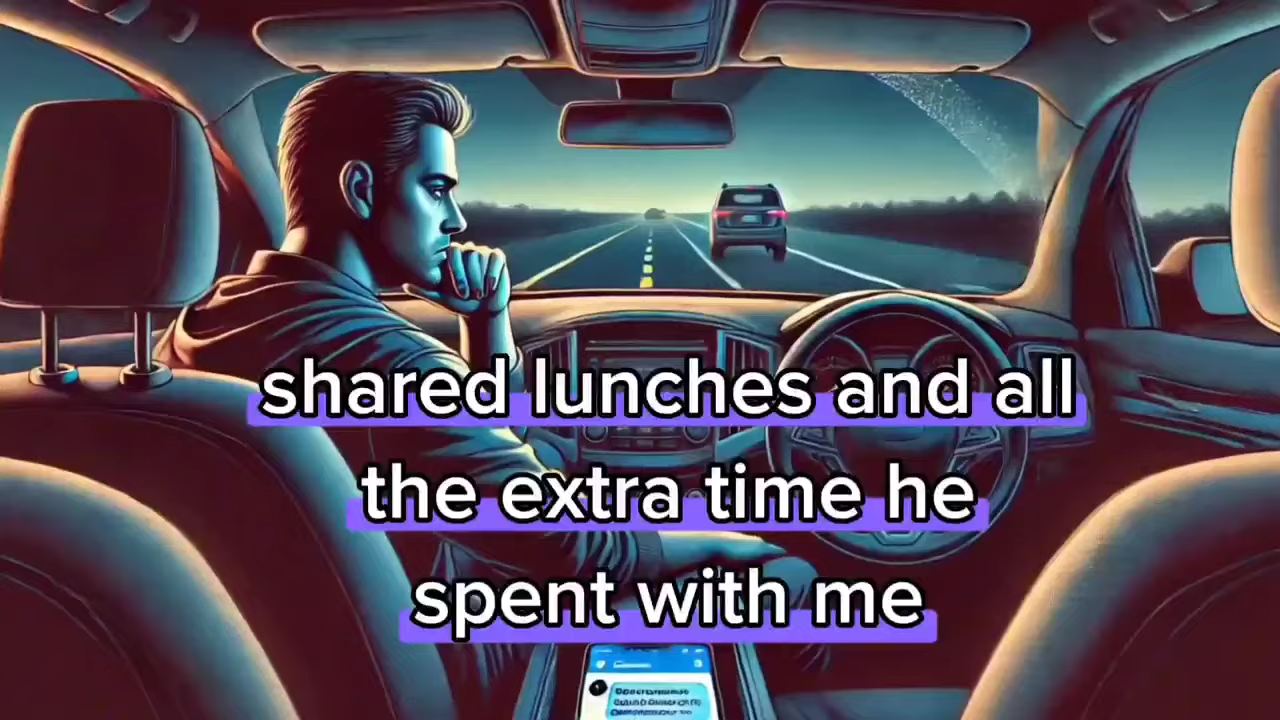 shared lunches and all
the extra time he
spent with me